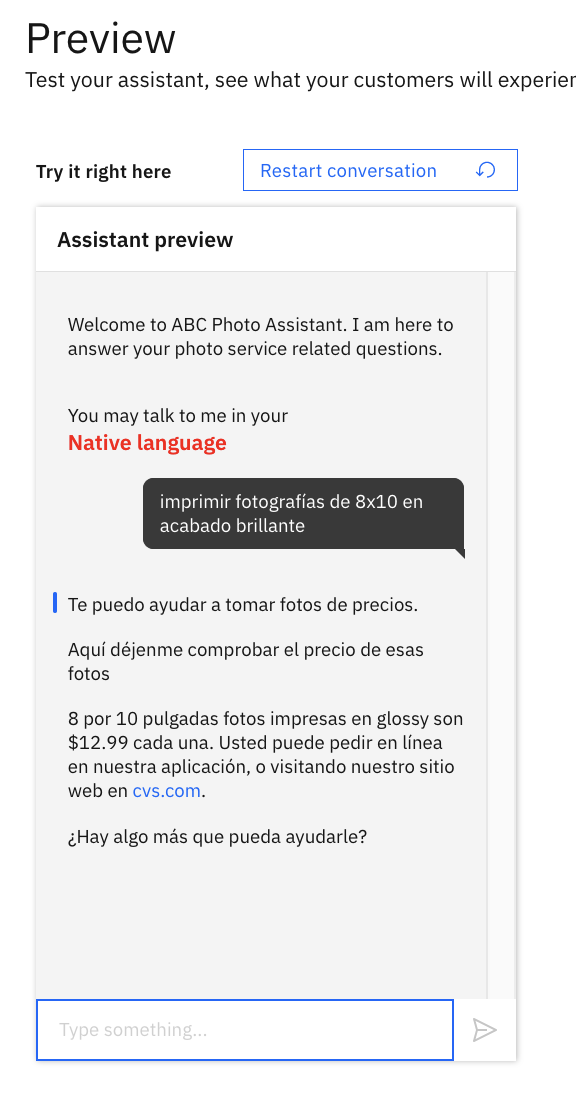 Preview
Test your assistant, see what your customers will
Try it right here
Restart conversation
Assistant preview
Welcome to ABC Photo Assistant. I am here to
answer your photo service related questions.
You may talk to me in your
Native language
imprimir fotografías de 8x10 en
acabado brillante
Te puedo ayudar a tomar fotos de precios.
Aquí déjenme comprobar el precio de esas
fotos
8 por 10 pulgadas fotos impresas en glossy son
$12.99 cada una. Usted puede pedir en línea
en nuestra aplicación, o visitando nuestro sitio
web en cvs.com.
¿Hay algo más que pueda ayudarle?
Type something...